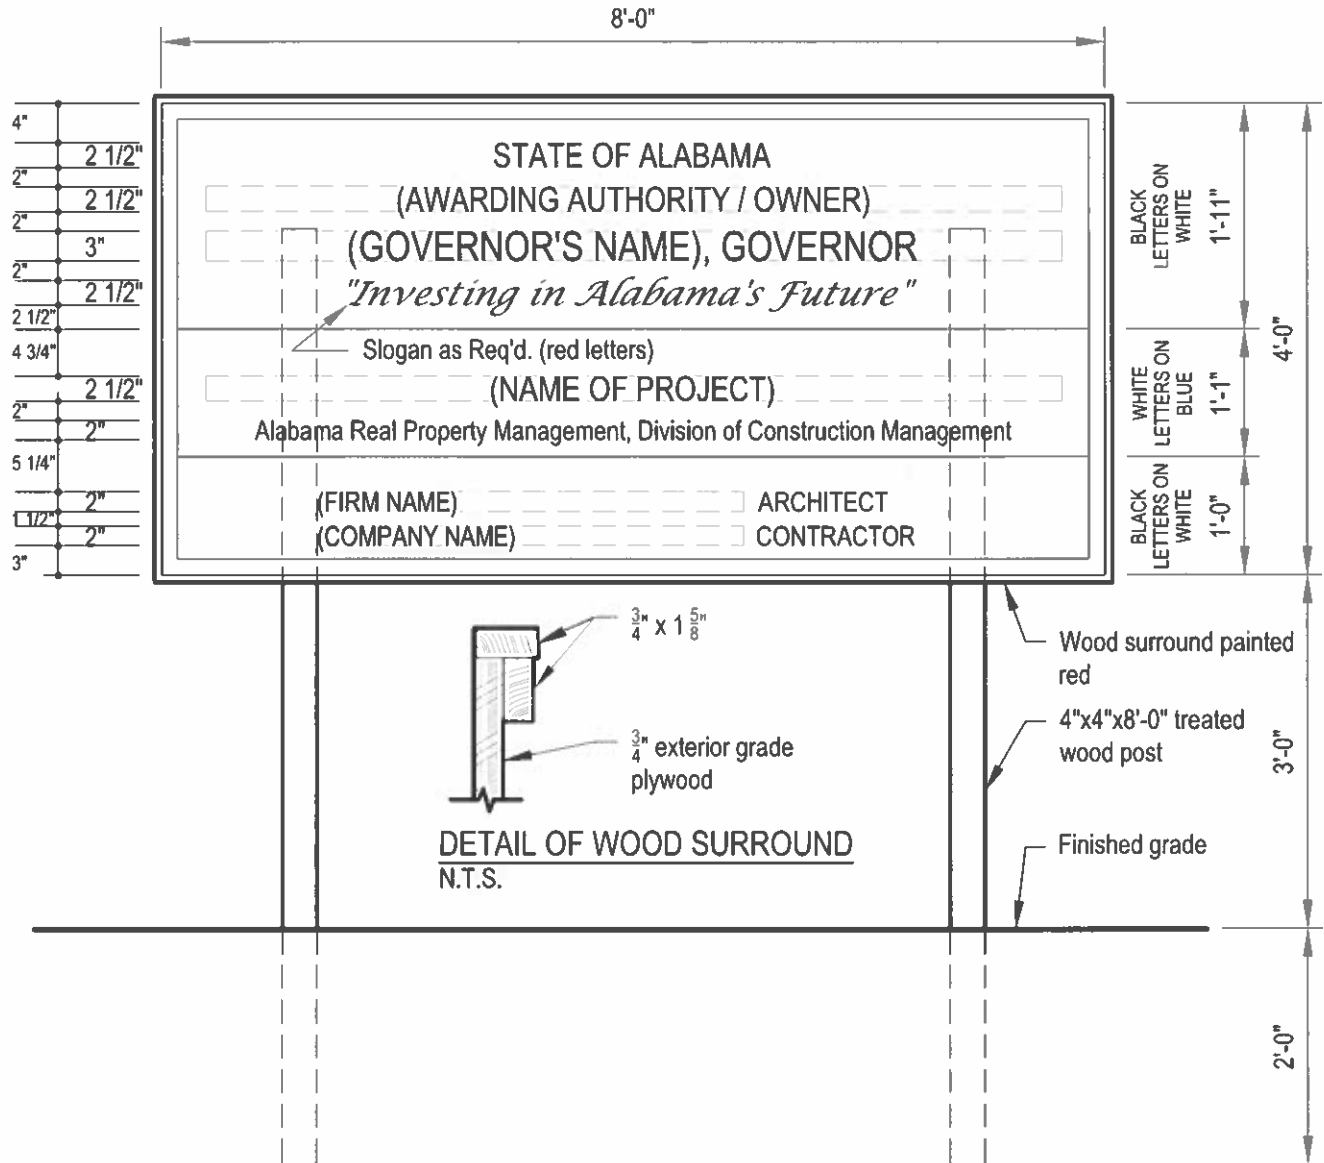 8'-0"
4"
2 1/2"
2"
2 1/2"
2"
3"
2"
2 1/2"
2 1/2"
4 3/4"
2 1/2"
2"
2"
5 1/4"
2"
1 1/2"
2"
3"
STATE OF ALABAMA
(AWARDING AUTHORITY / OWNER)
(GOVERNOR'S NAME), GOVERNOR
"Investing in Alabama's Future"
Slogan as Req'd. (red letters)
(NAME OF PROJECT)
Alabama Real Property Management, Division of Construction Management
(FIRM NAME) ARCHITECT
(COMPANY NAME) CONTRACTOR
BLACK
LETTERS ON
WHITE
1'-11"
WHITE
LETTERS ON
BLUE
1'-1"
BLACK
LETTERS ON
WHITE
1'-0"
4'-0"
3/4" x 1 5/8"
3/4" exterior grade
plywood
DETAIL OF WOOD SURROUND
N.T.S.
Wood surround painted
red
4"x4"x8'-0" treated
wood post
Finished grade
3'-0"
2'-0"